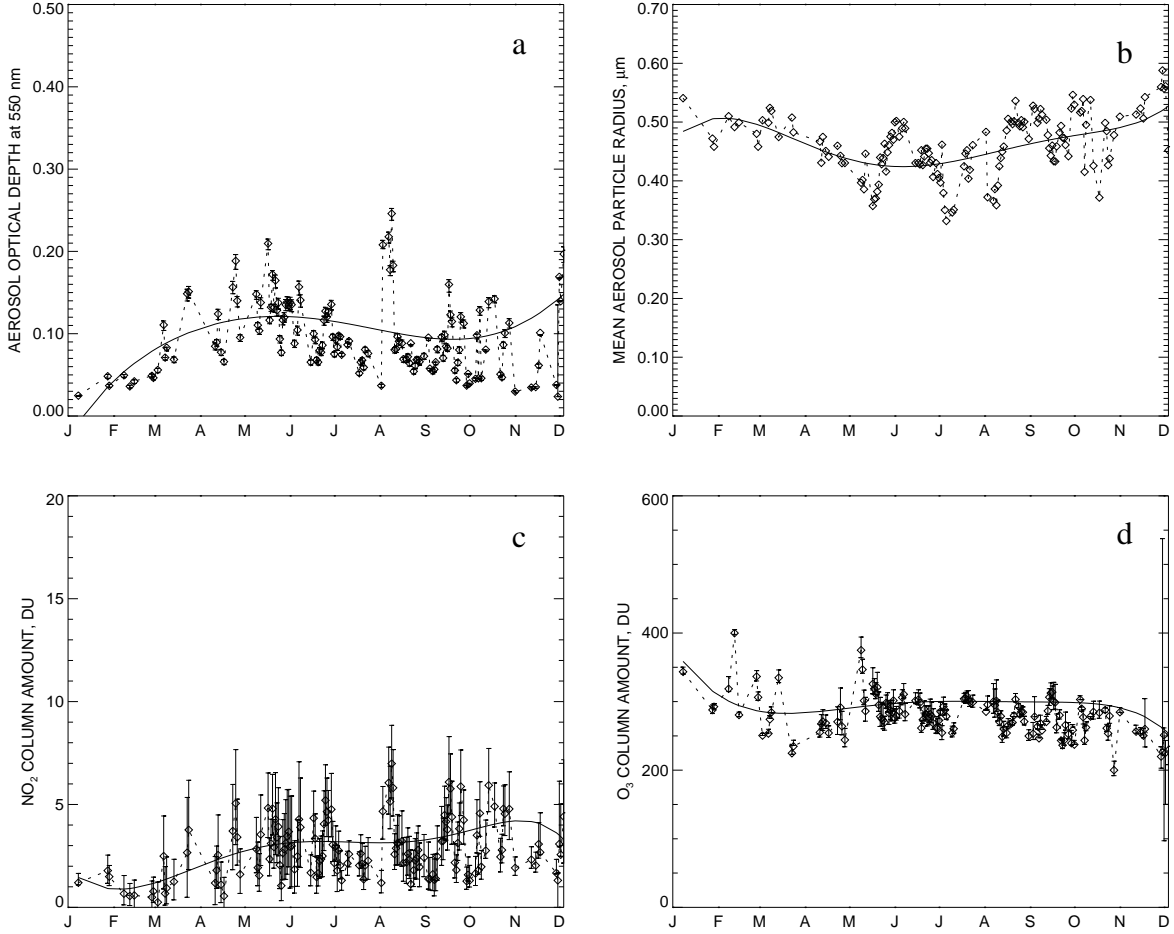 a
AEROSOL OPTICAL DEPTH at 550 nm
0.50
0.40
0.30
0.20
0.10
0.00
J F M A M J J A S O N D
b
MEAN AEROSOL PARTICLE RADIUS, μm
0.70
0.60
0.50
0.40
0.30
0.20
0.10
0.00
J F M A M J J A S O N D
c
NO₂ COLUMN AMOUNT, DU
20
15
10
5
0
J F M A M J J A S O N D
d
O₃ COLUMN AMOUNT, DU
600
400
200
0
J F M A M J J A S O N D